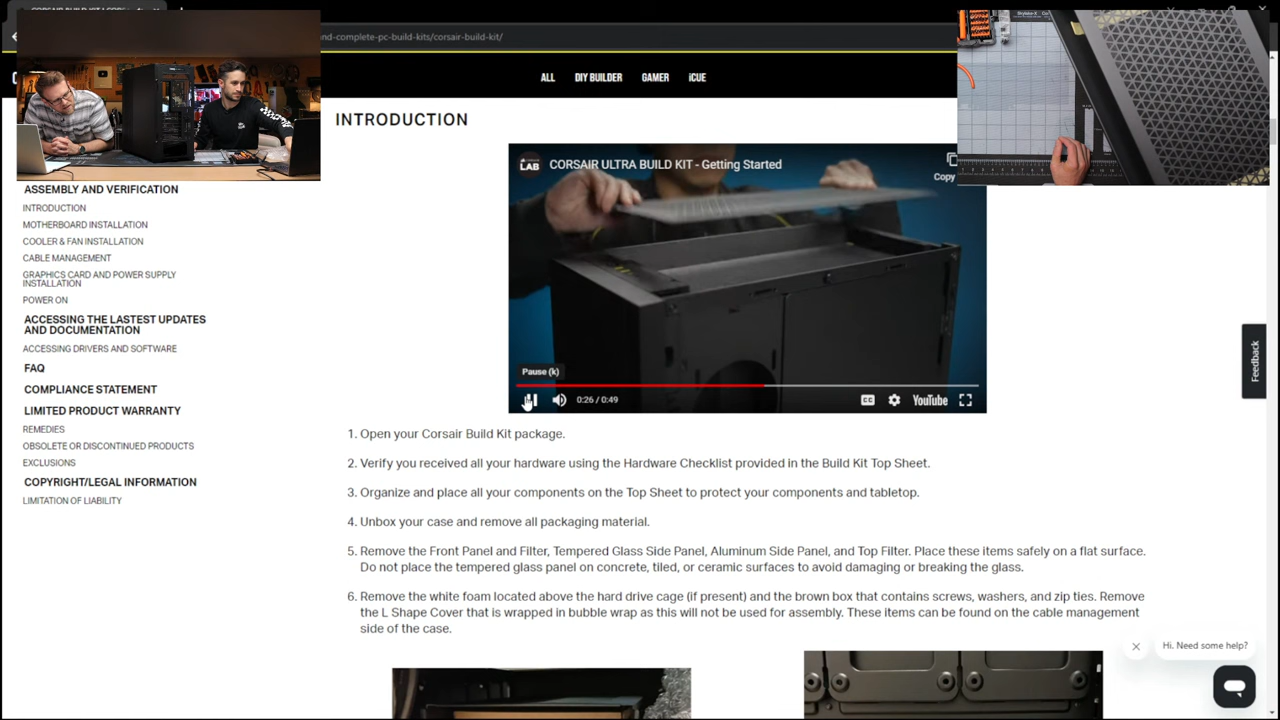 nd-complete-pc-build-kits/corsair-build-kit/
ALL DIY BUILDER GAMER iCUE
INTRODUCTION
LAB
CORSAIR ULTRA BUILD KIT - Getting Started
Copy
Pause (k)
0:26 / 0:49
CC
YouTube
ASSEMBLY AND VERIFICATION
INTRODUCTION
MOTHERBOARD INSTALLATION
COOLER & FAN INSTALLATION
CABLE MANAGEMENT
GRAPHICS CARD AND POWER SUPPLY
INSTALLATION
POWER ON
ACCESSING THE LASTEST UPDATES
AND DOCUMENTATION
ACCESSING DRIVERS AND SOFTWARE
FAQ
COMPLIANCE STATEMENT
LIMITED PRODUCT WARRANTY
REMEDIES
OBSOLETE OR DISCONTINUED PRODUCTS
EXCLUSIONS
COPYRIGHT/LEGAL INFORMATION
LIMITATION OF LIABILITY
1. Open your Corsair Build Kit package.
2. Verify you received all your hardware using the Hardware Checklist provided in the Build Kit Top Sheet.
3. Organize and place all your components on the Top Sheet to protect your components and tabletop.
4. Unbox your case and remove all packaging material.
5. Remove the Front Panel and Filter, Tempered Glass Side Panel, Aluminum Side Panel, and Top Filter. Place these items safely on a flat surface.
Do not place the tempered glass panel on concrete, tiled, or ceramic surfaces to avoid damaging or breaking the glass.
6. Remove the white foam located above the hard drive cage (if present) and the brown box that contains screws, washers, and zip ties. Remove
the L Shape Cover that is wrapped in bubble wrap as this will not be used for assembly. These items can be found on the cable management
side of the case.
Feedback
Hi. Need some help?